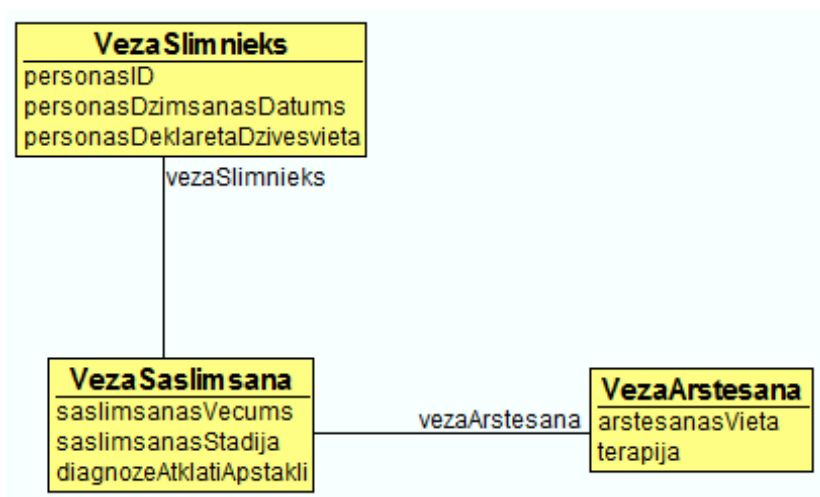 VezaSlimnieks
personasID
personasDzimsanasDatums
personasDeklaretaDzivesvieta
vezaSlimnieks
VezaSaslimsana
saslimsanasVecums
saslimsanasStadija
diagnozeAtklatiApstakli
vezaArstesana
VezaArstesana
arstesanasVieta
terapija